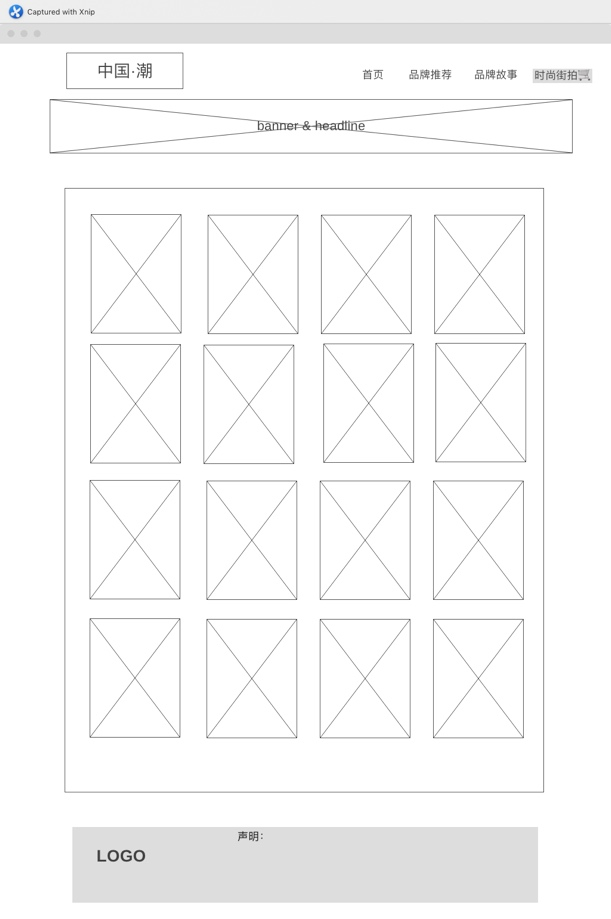 Captured with Xnip
中国·潮
首页 品牌推荐 品牌故事 时尚街拍
banner & headline
声明：
LOGO